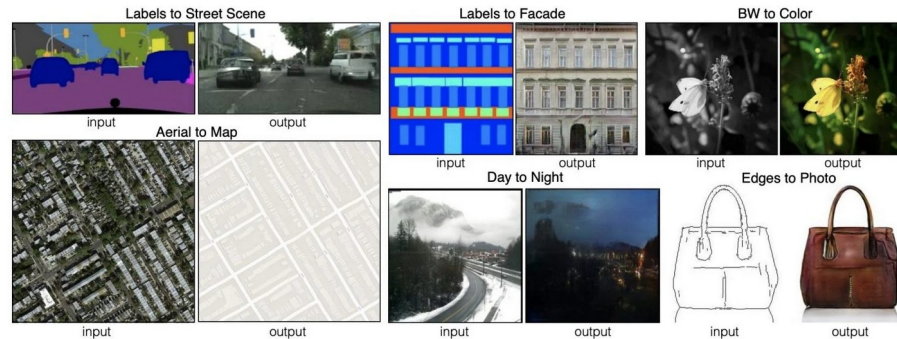 Labels to Street Scene
input
output
Aerial to Map
input
output
Labels to Facade
input
output
BW to Color
input
output
Day to Night
input
output
Edges to Photo
input
output